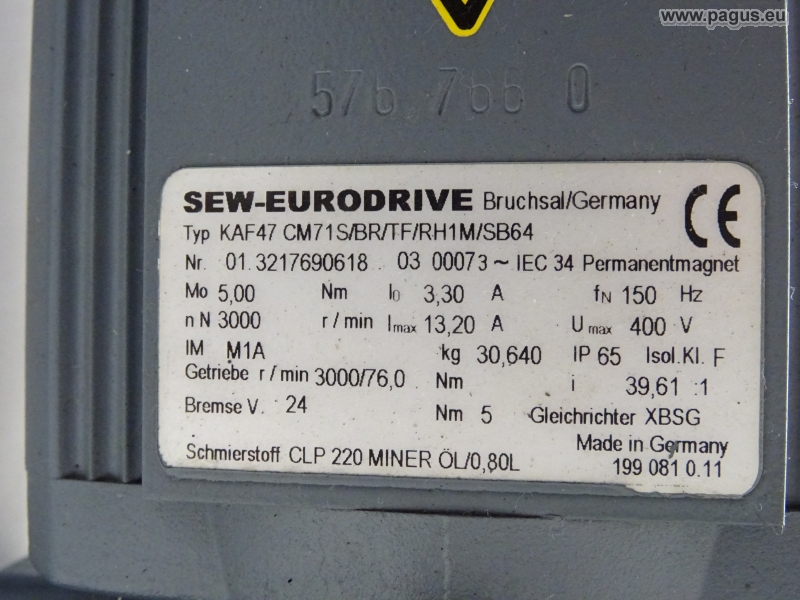 www.pagus.eu
576 766 0
SEW-EURODRIVE Bruchsal/Germany CE
Typ KAF47 CM71S/BR/TF/RH1M/SB64
Nr. 01.3217690618 03 00073~ IEC 34 Permanentmagnet
Mo 5,00 Nm I0 3,30 A fN 150 Hz
n N 3000 r/min Imax 13,20 A Umax 400 V
IM M1A kg 30,640 IP 65 Isol.Kl. F
Getriebe r/min 3000/76,0 Nm i 39,61 :1
Bremse V. 24 Nm 5 Gleichrichter XBSG
Schmierstoff CLP 220 MINER ÖL/0,80L Made in Germany
199 081 0.11